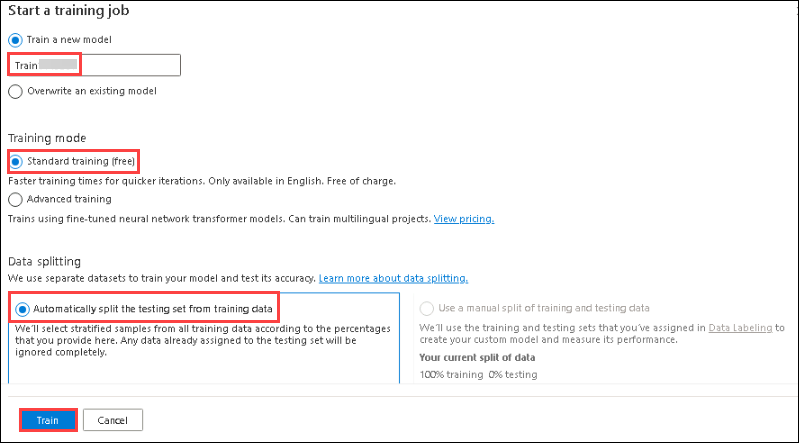 Start a training job
Train a new model
Train
Overwrite an existing model
Training mode
Standard training (free)
Faster training times for quicker iterations. Only available in English. Free of charge.
Advanced training
Trains using fine-tuned neural network transformer models. Can train multilingual projects. View pricing.
Data splitting
We use separate datasets to train your model and test its accuracy. Learn more about data splitting.
Automatically split the testing set from training data
We'll select stratified samples from all training data according to the percentages
that you provide here. Any data already assigned to the testing set will be
ignored completely.
Use a manual split of training and testing data
We'll use the training and testing sets that you've assigned in Data Labeling to
create your custom model and measure its performance.
Your current split of data
100% training 0% testing
Train
Cancel